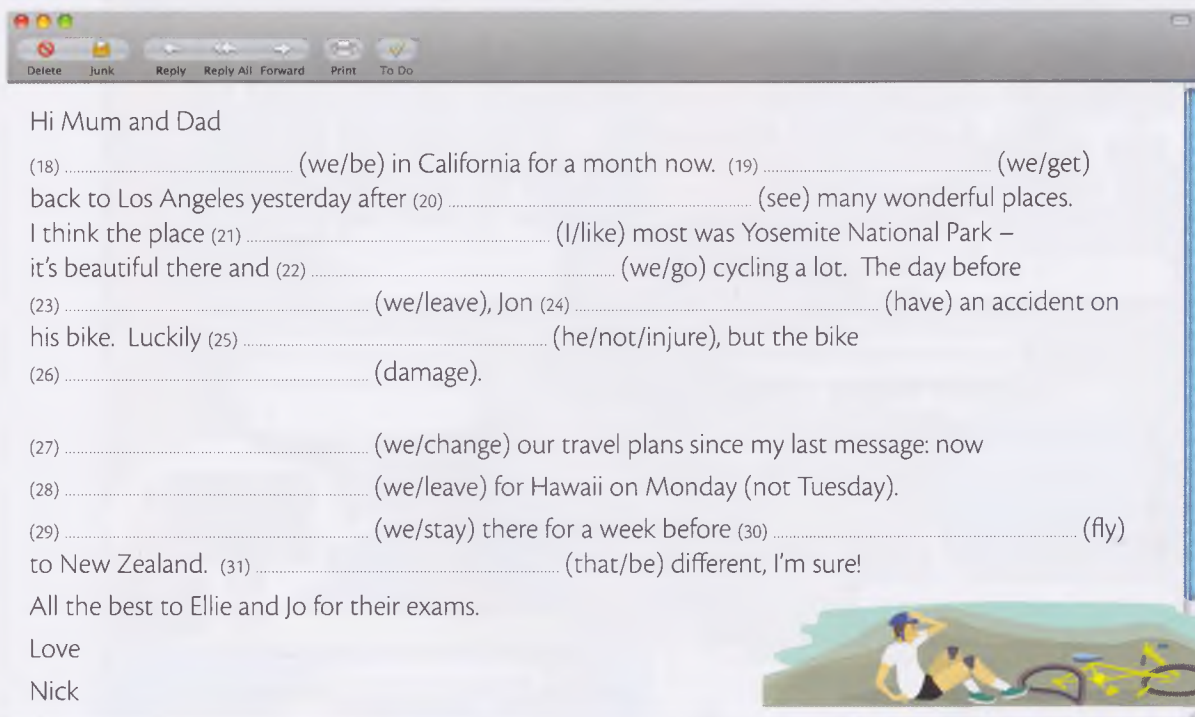 Delete Junk Reply Reply All Forward Print To Do
Hi Mum and Dad
(18) (we/be) in California for a month now. (19) (we/get)
back to Los Angeles yesterday after (20) (see) many wonderful places.
I think the place (21) (I/like) most was Yosemite National Park –
it's beautiful there and (22) (we/go) cycling a lot. The day before
(23) (we/leave), Jon (24) (have) an accident on
his bike. Luckily (25) (he/not/injure), but the bike
(26) (damage).
(27) (we/change) our travel plans since my last message: now
(28) (we/leave) for Hawaii on Monday (not Tuesday).
(29) (we/stay) there for a week before (30) (fly)
to New Zealand. (31) (that/be) different, I'm sure!
All the best to Ellie and Jo for their exams.
Love
Nick